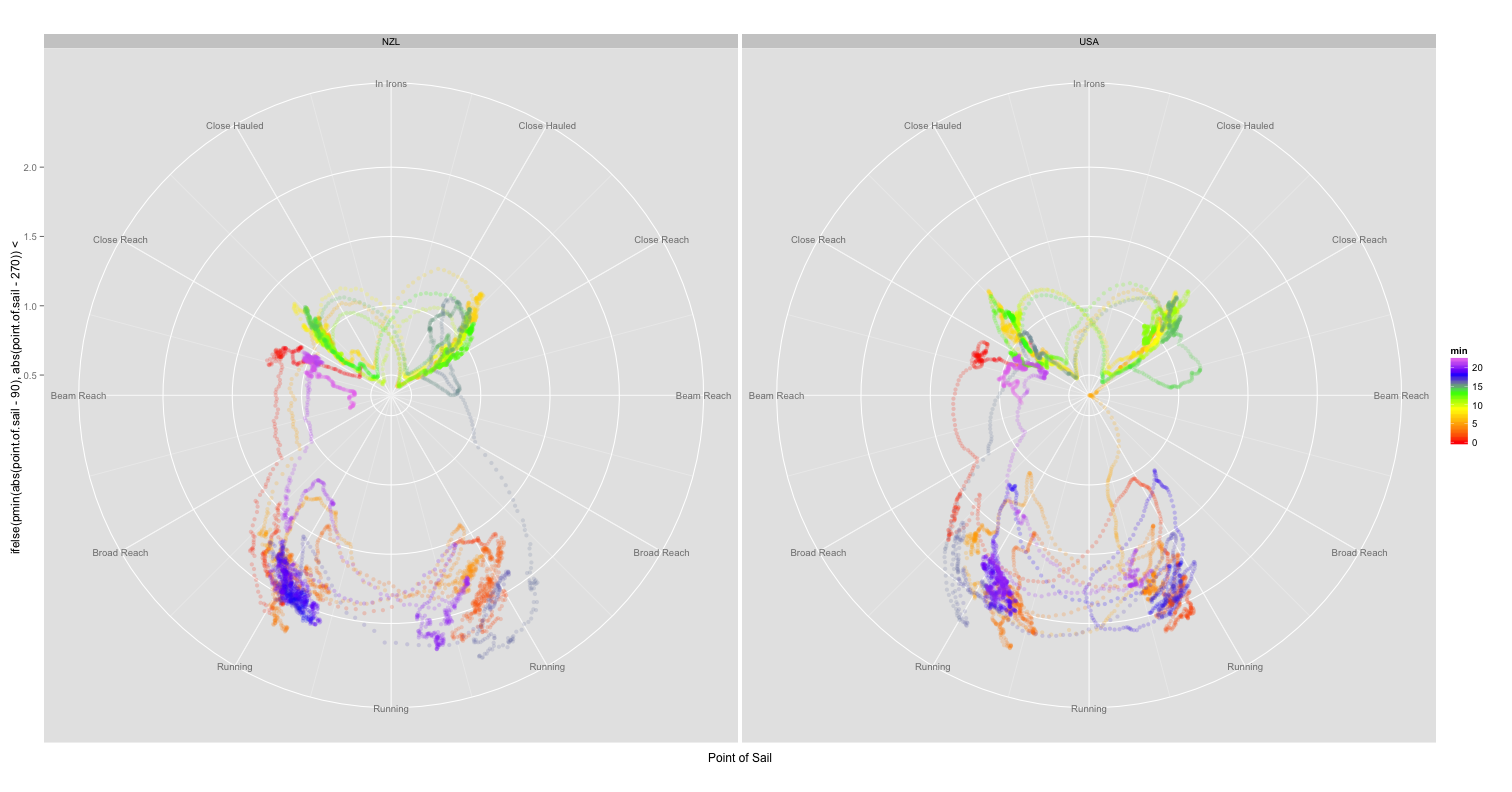 NZL
USA
In Irons
In Irons
Close Hauled
Close Hauled
Close Hauled
Close Hauled
2.0
1.5
Close Reach
Close Reach
Close Reach
Close Reach
1.0
0.5
Beam Reach
Beam Reach
Beam Reach
Beam Reach
Broad Reach
Broad Reach
Broad Reach
Broad Reach
Running
Running
Running
Running
Running
Running
ifelse(pmin(abs(point.of.sail - 90), abs(point.of.sail - 270)) <
Point of Sail
min
20
15
10
5
0